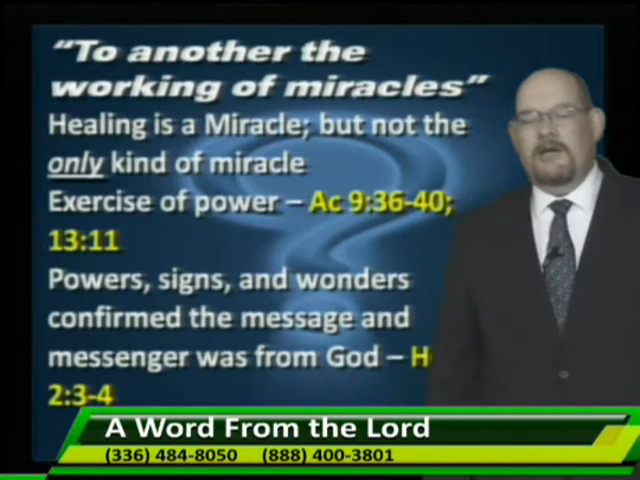 "To another the
working of miracles"
Healing is a Miracle; but not the
only kind of miracle
Exercise of power – Ac 9:36-40;
13:11
Powers, signs, and wonders
confirmed the message and
messenger was from God –
2:3-4
A Word From the Lord
(336) 484-8050 (888) 400-3801